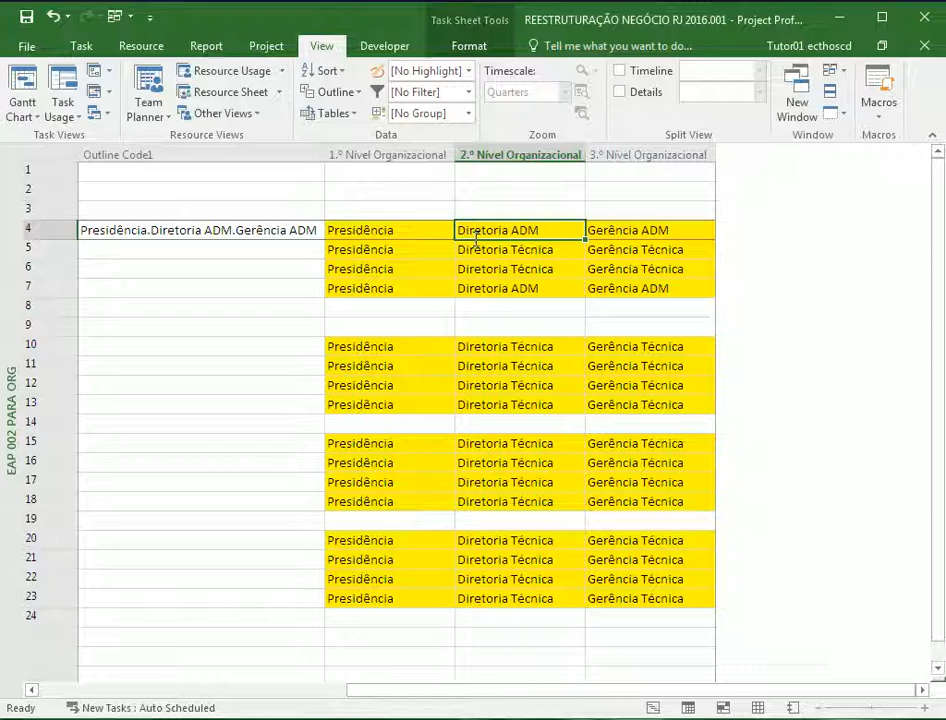 Task Sheet Tools
REESTRUTURAÇÃO NEGÓCIO RJ 2016.001 - Project Prof...
File Task Resource Report Project View Developer Format Tell me what you want to do... Tutor01 ecthoscd
Gantt Chart
Task Usage
Task Views
Team Planner
Resource Usage
Resource Sheet
Other Views
Resource Views
Sort
Outline
Tables
[No Highlight]
[No Filter]
[No Group]
Data
Timescale:
Quarters
Zoom
Timeline
Details
Split View
New Window
Window
Macros
Macros
Outline Code1 1.º Nível Organizacional 2.º Nível Organizacional 3.º Nível Organizacional
1
2
3
4 Presidência.Diretoria ADM.Gerência ADM Presidência Diretoria ADM Gerência ADM
5 Presidência Diretoria Técnica Gerência Técnica
6 Presidência Diretoria Técnica Gerência Técnica
7 Presidência Diretoria ADM Gerência ADM
8
9
10 Presidência Diretoria Técnica Gerência Técnica
11 Presidência Diretoria Técnica Gerência Técnica
12 Presidência Diretoria Técnica Gerência Técnica
13 Presidência Diretoria Técnica Gerência Técnica
14
15 Presidência Diretoria Técnica Gerência Técnica
16 Presidência Diretoria Técnica Gerência Técnica
17 Presidência Diretoria Técnica Gerência Técnica
18 Presidência Diretoria Técnica Gerência Técnica
19
20 Presidência Diretoria Técnica Gerência Técnica
21 Presidência Diretoria Técnica Gerência Técnica
22 Presidência Diretoria Técnica Gerência Técnica
23 Presidência Diretoria Técnica Gerência Técnica
24
EAP 002 PARA ORG
Ready New Tasks : Auto Scheduled